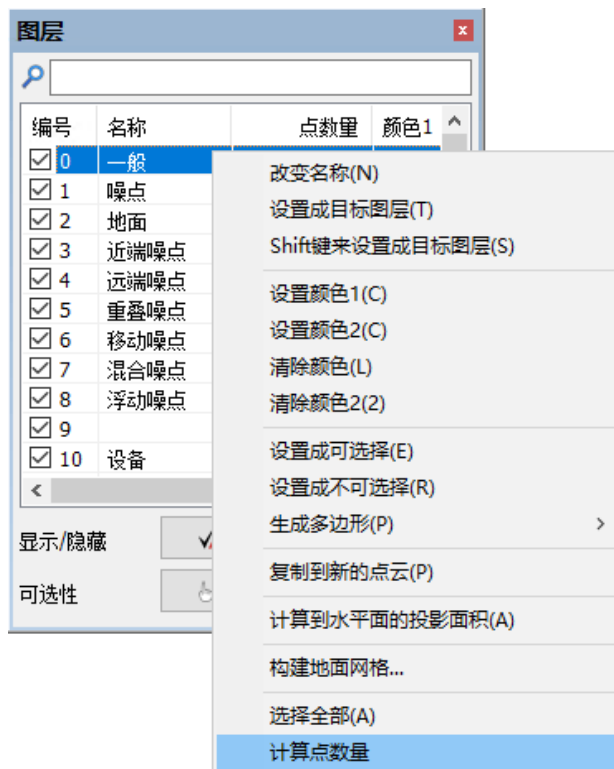 图层
编号 名称 点数量 颜色1
0 一般
1 噪点
2 地面
3 近端噪点
4 远端噪点
5 重叠噪点
6 移动噪点
7 混合噪点
8 浮动噪点
9
10 设备
显示/隐藏
可选性
改变名称(N)
设置成目标图层(T)
Shift键来设置成目标图层(S)
设置颜色1(C)
设置颜色2(C)
清除颜色(L)
清除颜色2(2)
设置成可选择(E)
设置成不可选择(R)
生成多边形(P)
复制到新的点云(P)
计算到水平面的投影面积(A)
构建地面网格...
选择全部(A)
计算点数量